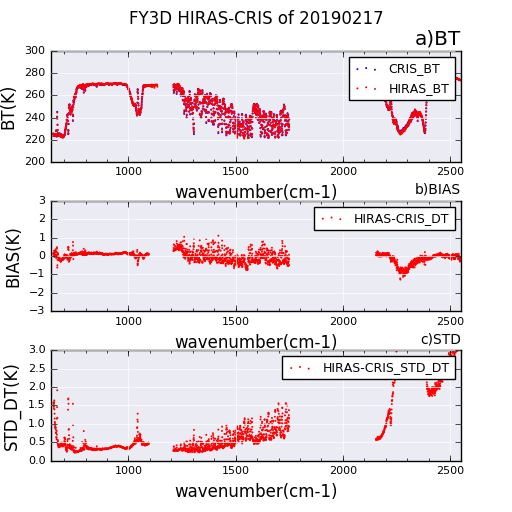 FY3D HIRAS-CRIS of 20190217
a)BT
300
280
260
240
220
200
BT(K)
CRIS_BT
HIRAS_BT
1000 1500 2000 2500
wavenumber(cm-1)
b)BIAS
3
2
1
0
−1
−2
−3
BIAS(K)
HIRAS-CRIS_DT
1000 1500 2000 2500
wavenumber(cm-1)
c)STD
3.0
2.5
2.0
1.5
1.0
0.5
0.0
STD_DT(K)
HIRAS-CRIS_STD_DT
1000 1500 2000 2500
wavenumber(cm-1)